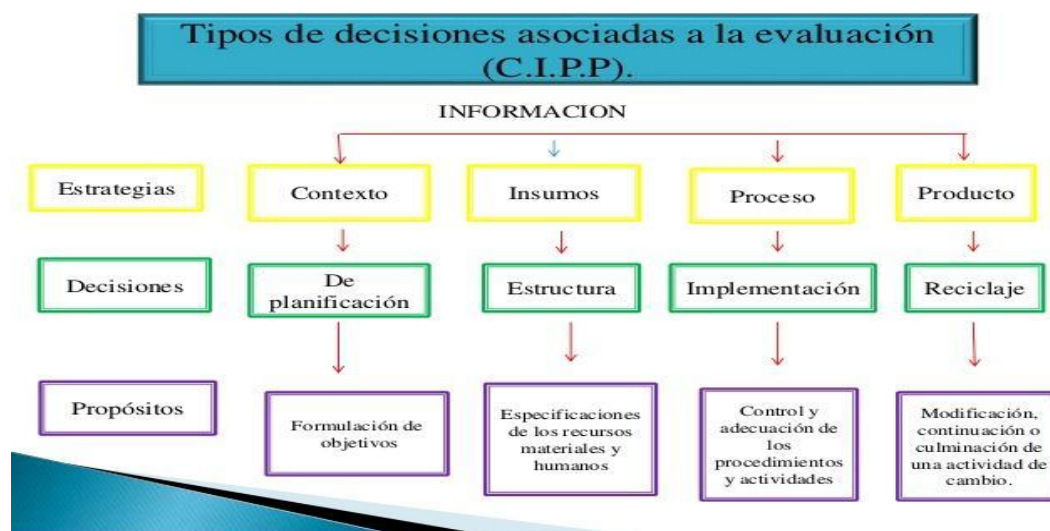 Tipos de decisiones asociadas a la evaluación
(C.I.P.P).
INFORMACION
Estrategias
Contexto
Insumos
Proceso
Producto
Decisiones
De
planificación
Estructura
Implementación
Reciclaje
Propósitos
Formulación de
objetivos
Especificaciones
de los recursos
materiales y
humanos
Control y
adecuación de
los
procedimientos
y actividades
Modificación,
continuación o
culminación de
una actividad de
cambio.